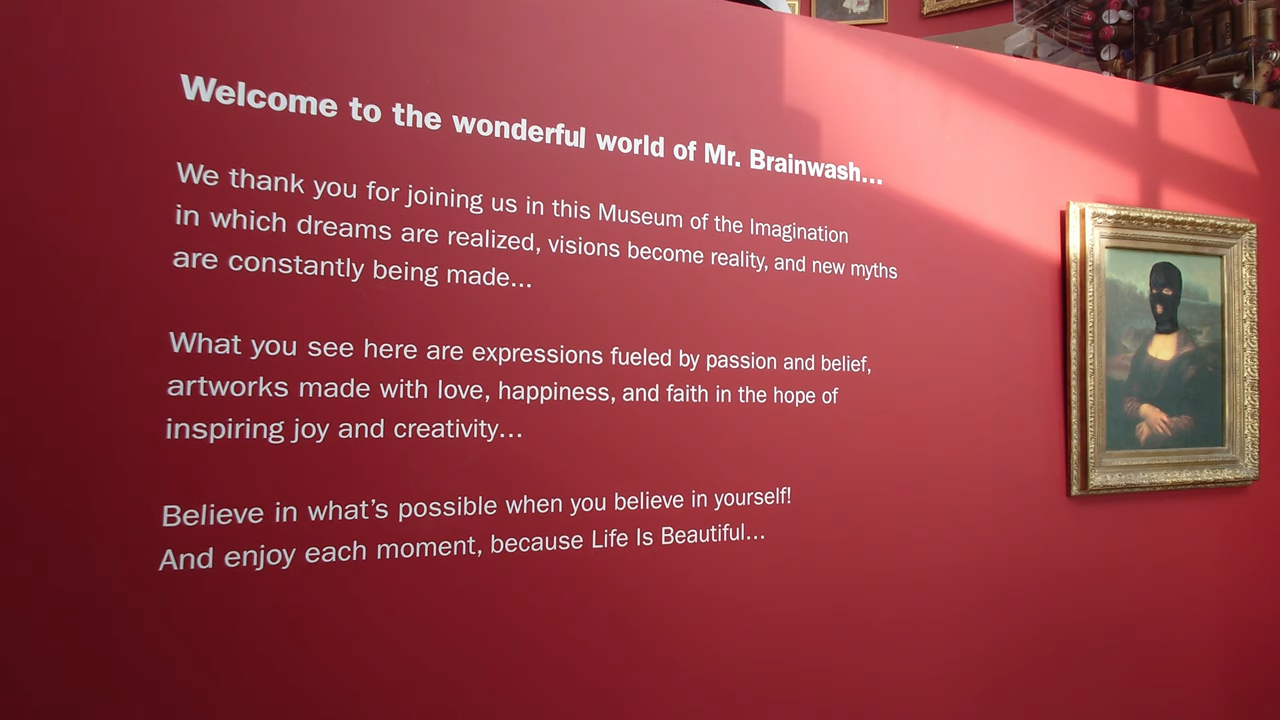 Welcome to the wonderful world of Mr. Brainwash...
We thank you for joining us in this Museum of the Imagination
in which dreams are realized, visions become reality, and new myths
are constantly being made...
What you see here are expressions fueled by passion and belief,
artworks made with love, happiness, and faith in the hope of
inspiring joy and creativity...
Believe in what’s possible when you believe in yourself!
And enjoy each moment, because Life Is Beautiful...